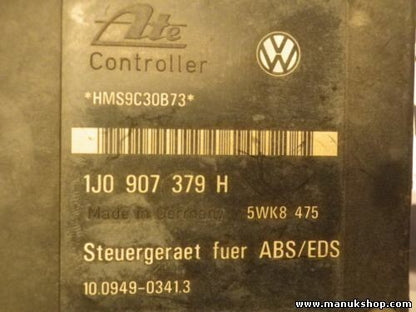 Ate
Controller
*HMS9C30B73*
1J0 907 379 H
Made in Germany 5WK8 475
Steuergeraet fuer ABS/EDS
10.0949-0341.3
www.manukshop.com